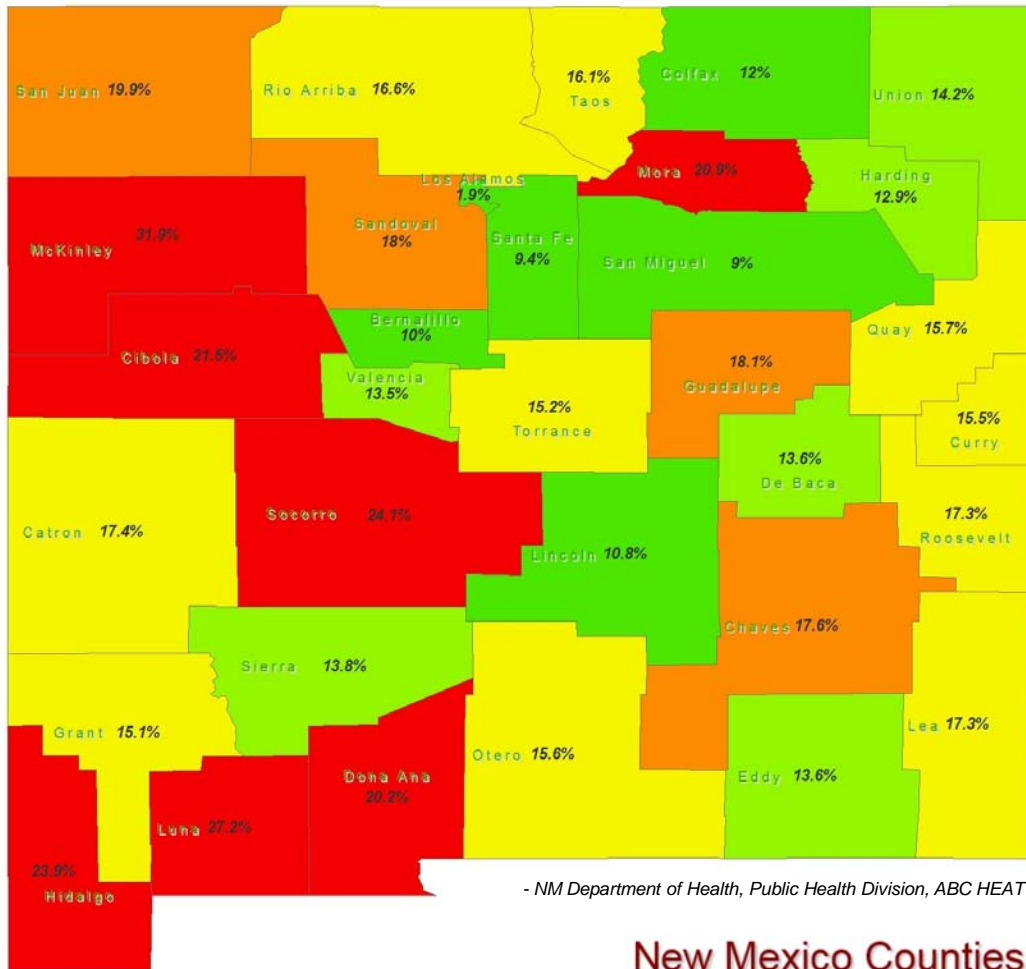 San Juan 19.9%
Rio Arriba 16.6%
16.1%
Taos
Colfax 12%
Union 14.2%
Mora 20.9%
Harding
12.9%
Los Alamos
1.9%
Sandoval
18%
Santa Fe
9.4%
San Miguel 9%
McKinley 31.9%
Bernalillo
10%
Cibola 21.5%
Valencia
13.5%
Quay 15.7%
18.1%
Guadalupe
15.2%
Torrance
15.5%
Curry
13.6%
De Baca
17.3%
Roosevelt
Catron 17.4%
Socorro 24.1%
Lincoln 10.8%
Chaves 17.6%
Sierra 13.8%
Grant 15.1%
Otero 15.6%
Lea 17.3%
Eddy 13.6%
Dona Ana
20.2%
Luna 27.2%
23.9%
Hidalgo
- NM Department of Health, Public Health Division, ABC HEAT
New Mexico Counties